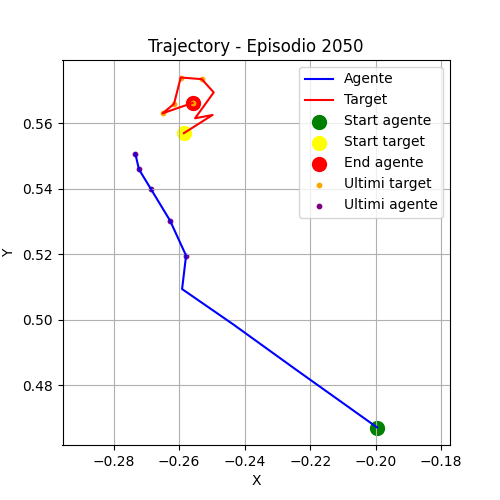 Trajectory - Episodio 2050
Agente
Target
Start agente
Start target
End agente
Ultimi target
Ultimi agente
Y
0.56
0.54
0.52
0.50
0.48
−0.28 −0.26 −0.24 −0.22 −0.20 −0.18
X